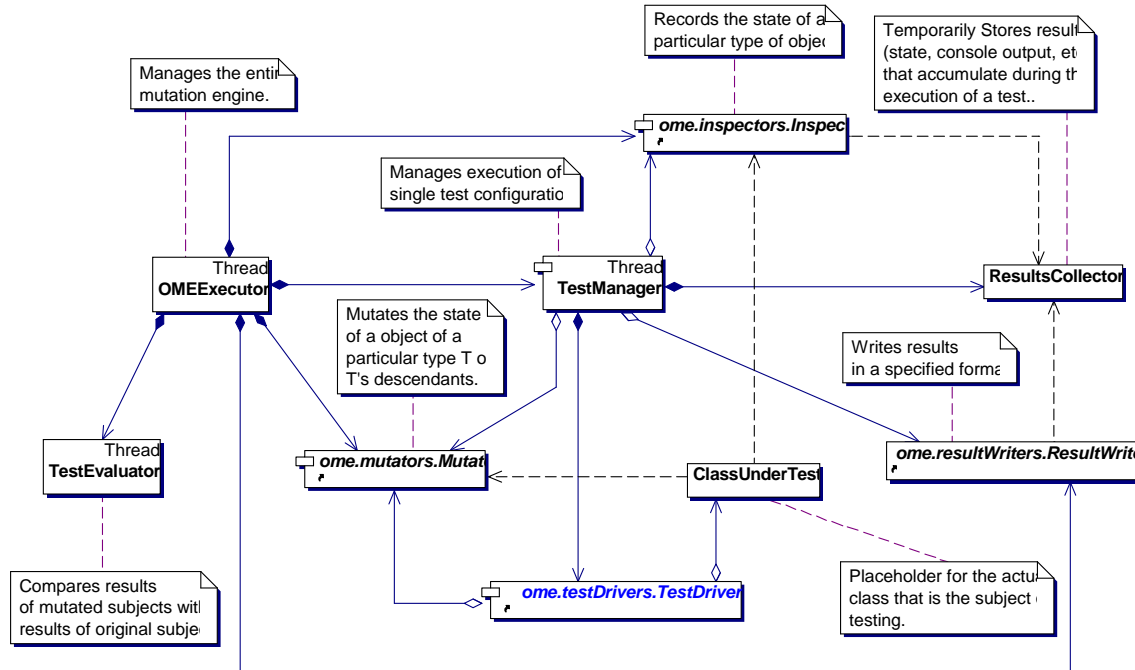 Records the state of a
particular type of objec
Temporarily Stores result
(state, console output, etc
that accumulate during th
execution of a test..
Manages the entir
mutation engine.
ome.inspectors.Inspec
Manages execution of
single test configuratio
Thread
OMEExecutor
Thread
TestManager
ResultsCollector
Mutates the state
of a object of a
particular type T o
T's descendants.
Writes results
in a specified forma
Thread
TestEvaluator
ome.mutators.Mutat
ClassUnderTest
ome.resultWriters.ResultWrite
Compares results
of mutated subjects witl
results of original subje
ome.testDrivers.TestDriver
Placeholder for the actua
class that is the subject
testing.